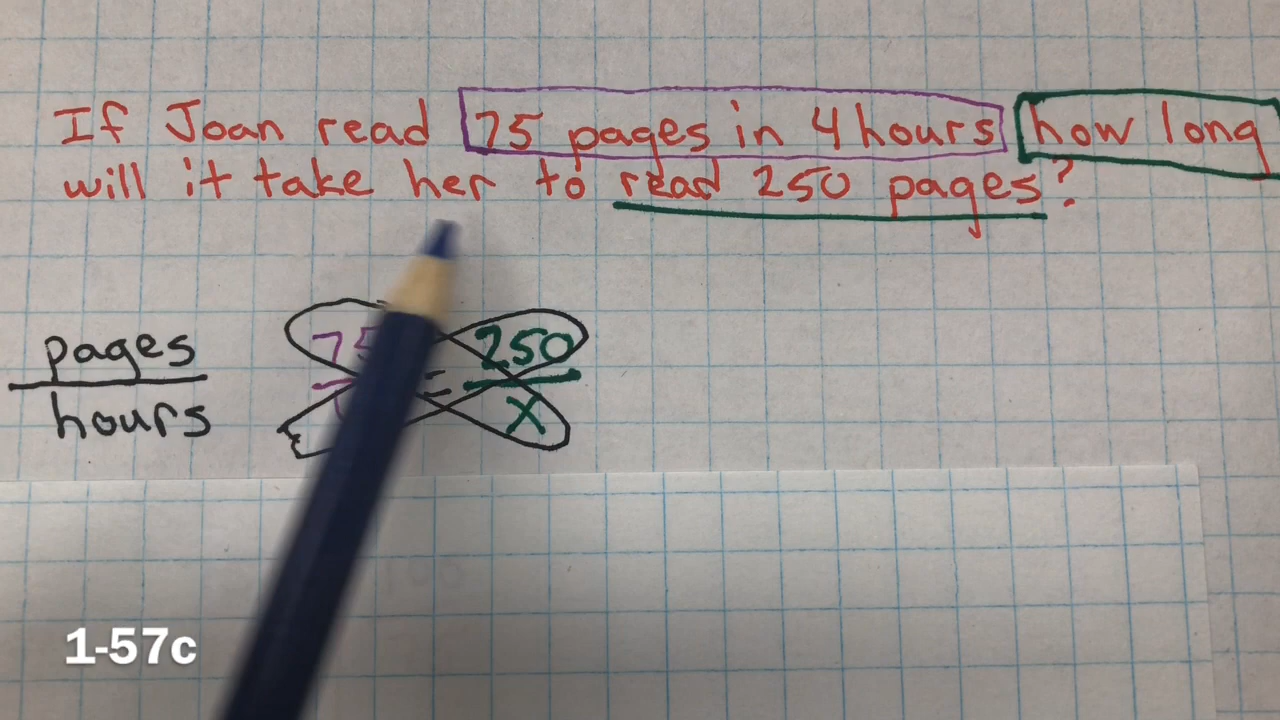 If Joan read 75 pages in 4 hours how long
will it take her to read 250 pages?
pages 75 = 250
hours X
1-57c